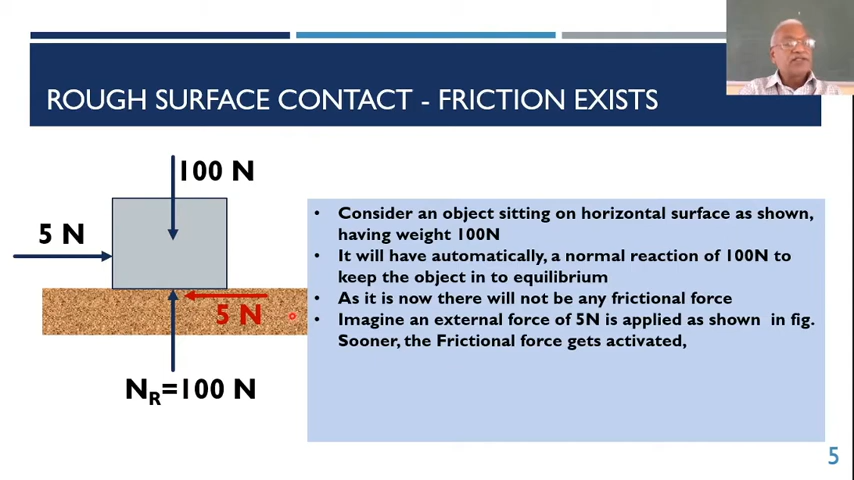 ROUGH SURFACE CONTACT - FRICTION EXISTS
100 N
5 N
5 N
N_R=100 N
• Consider an object sitting on horizontal surface as shown,
having weight 100N
• It will have automatically, a normal reaction of 100N to
keep the object in to equilibrium
• As it is now there will not be any frictional force
• Imagine an external force of 5N is applied as shown in fig.
Sooner, the Frictional force gets activated,
5